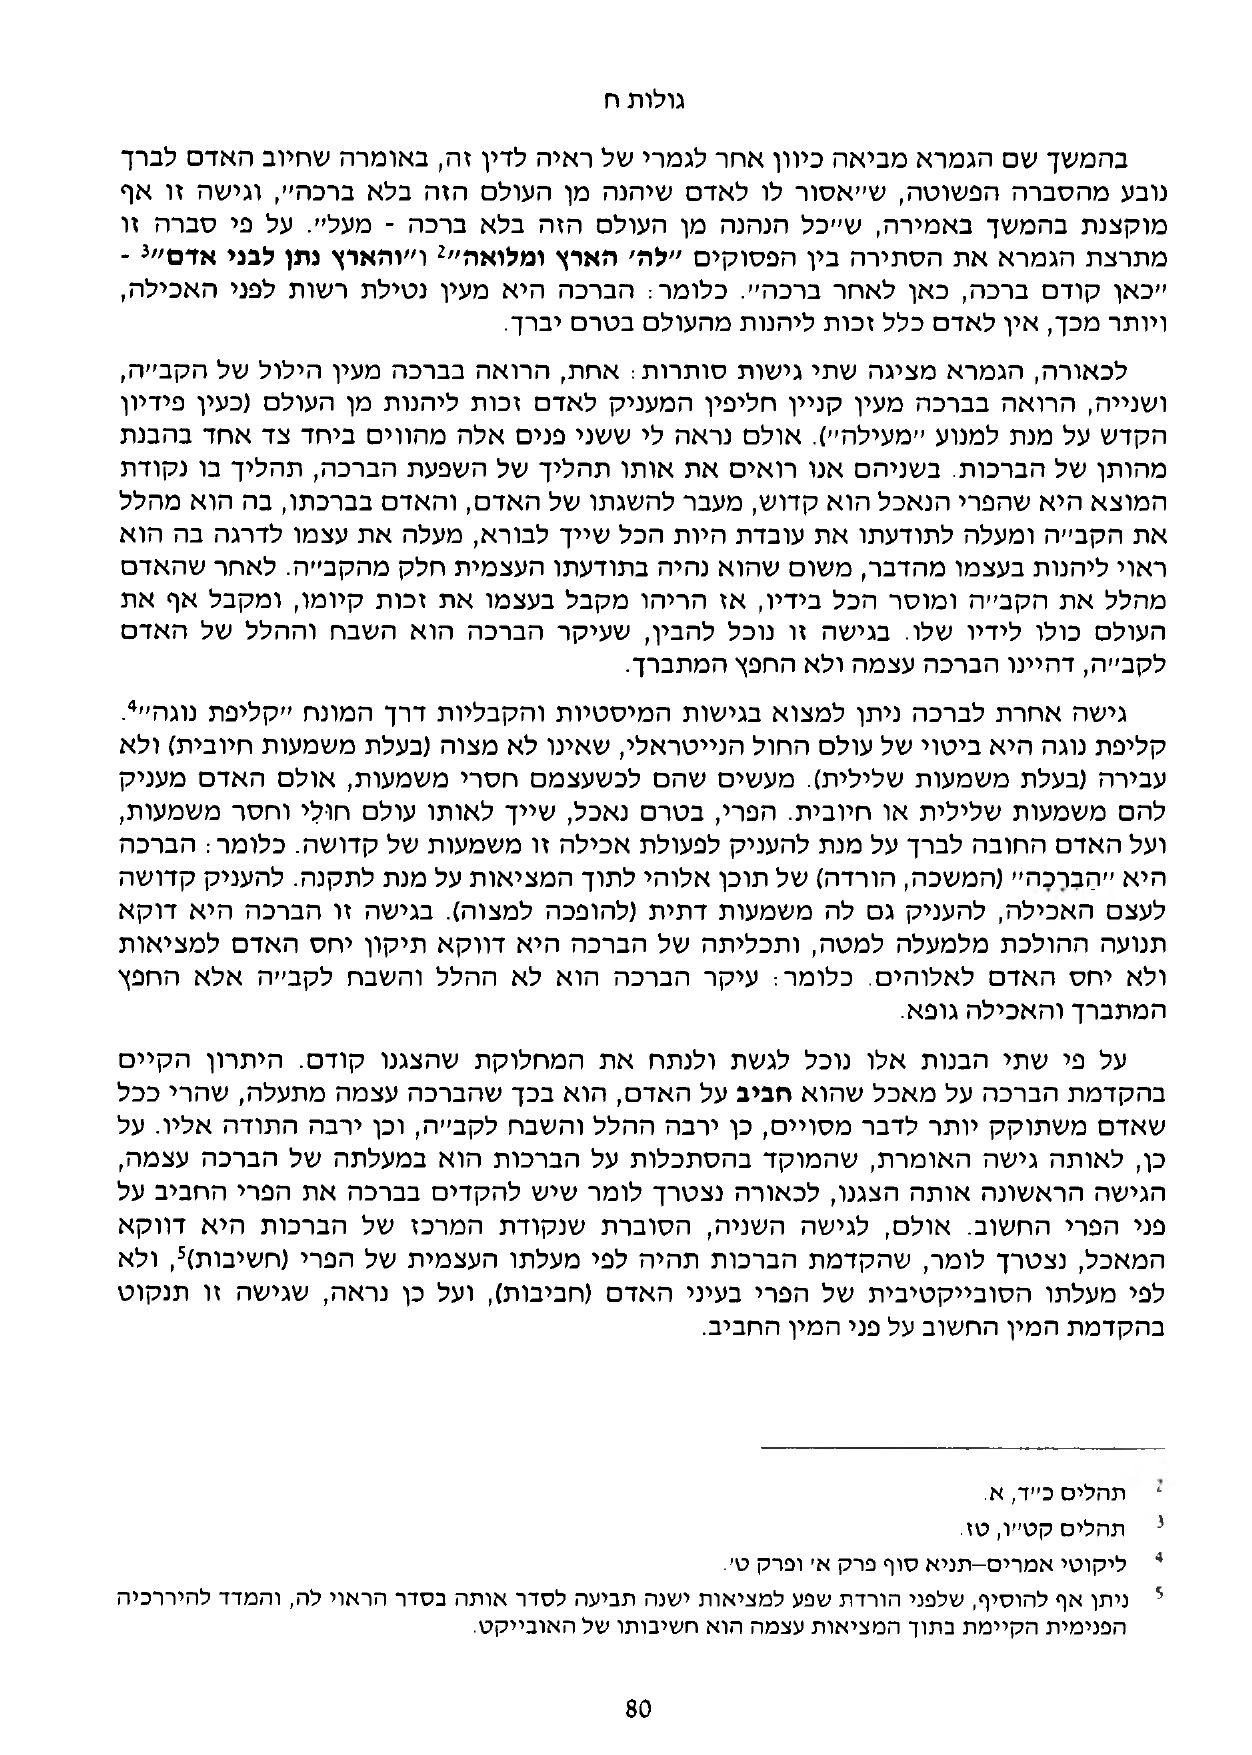 גולות ח
בהמשך שם הגמרא מביאה כיוון אחר לגמרי של ראיה לדין זה, באומרה שחיוב האדם לברך
נובע מהסברה הפשוטה, ש״אסור לו לאדם שיהנה מן העולם הזה בלא ברכה״, וגישה זו אף
מוקצנת בהמשך באמירה, ש״כל הנהנה מן העולם הזה בלא ברכה - מעל״. על פי סברה זו
מתרצת הגמרא את הסתירה בין הפסוקים ״לה׳ הארץ ומלואה״2 ו״והארץ נתן לבני אדם״3 -
״כאן קודם ברכה, כאן לאחר ברכה״. כלומר: הברכה היא מעין נטילת רשות לפני האכילה,
ויותר מכך, אין לאדם כלל זכות ליהנות מהעולם בטרם יברך.
לכאורה, הגמרא מציגה שתי גישות סותרות: אחת, הרואה בברכה מעין הילול של הקב״ה,
ושנייה, הרואה בברכה מעין קניין חליפין המעניק לאדם זכות ליהנות מן העולם (כעין פידיון
הקדש על מנת למנוע ״מעילה״). אולם נראה לי ששני פנים אלה מהווים ביחד צד אחד בהבנת
מהותן של הברכות. בשניהם אנו רואים את אותו תהליך של השפעת הברכה, תהליך בו נקודת
המוצא היא שהפרי הנאכל הוא קדוש, מעבר להשגתו של האדם, והאדם בברכתו, בה הוא מהלל
את הקב״ה ומעלה לתודעתו את עובדת היות הכל שייך לבורא, מעלה את עצמו לדרגה בה הוא
ראוי ליהנות בעצמו מהדבר, משום שהוא נהיה בתודעתו העצמית חלק מהקב״ה. לאחר שהאדם
מהלל את הקב״ה ומוסר הכל בידיו, אז הריהו מקבל בעצמו את זכות קיומו, ומקבל אף את
העולם כולו לידיו שלו. בגישה זו נוכל להבין, שעיקר הברכה הוא השבח וההלל של האדם
לקב״ה, דהיינו הברכה עצמה ולא החפץ המתברך.
גישה אחרת לברכה ניתן למצוא בגישות המיסטיות והקבליות דרך המונח ״קליפת נוגה״4.
קליפת נוגה היא ביטוי של עולם החול הנייטראלי, שאינו לא מצוה (בעלת משמעות חיובית) ולא
עבירה (בעלת משמעות שלילית). מעשים שהם לכשעצמם חסרי משמעות, אולם האדם מעניק
להם משמעות שלילית או חיובית. הפרי, בטרם נאכל, שייך לאותו עולם חוּלִי וחסר משמעות,
ועל האדם החובה לברך על מנת להעניק לפעולת אכילה זו משמעות של קדושה. כלומר: הברכה
היא ״הַבְרָכָה״ (המשכה, הורדה) של תוכן אלוהי לתוך המציאות על מנת לתקנה. להעניק קדושה
לעצם האכילה, להעניק גם לה משמעות דתית (להופכה למצוה). בגישה זו הברכה היא דוקא
תנועה ההולכת מלמעלה למטה, ותכליתה של הברכה היא דווקא תיקון יחס האדם למציאות
ולא יחס האדם לאלוהים. כלומר: עיקר הברכה הוא לא ההלל והשבח לקב״ה אלא החפץ
המתברך והאכילה גופא.
על פי שתי הבנות אלו נוכל לגשת ולנתח את המחלוקת שהצגנו קודם. היתרון הקיים
בהקדמת הברכה על מאכל שהוא חביב על האדם, הוא בכך שהברכה עצמה מתעלה, שהרי ככל
שאדם משתוקק יותר לדבר מסויים, כן ירבה ההלל והשבח לקב״ה, וכן ירבה התודה אליו. על
כן, לאותה גישה האומרת, שהמוקד בהסתכלות על הברכות הוא במעלתה של הברכה עצמה,
הגישה הראשונה אותה הצגנו, לכאורה נצטרך לומר שיש להקדים בברכה את הפרי החביב על
פני הפרי החשוב. אולם, לגישה השניה, הסוברת שנקודת המרכז של הברכות היא דווקא
המאכל, נצטרך לומר, שהקדמת הברכות תהיה לפי מעלתו העצמית של הפרי (חשיבות)5, ולא
לפי מעלתו הסובייקטיבית של הפרי בעיני האדם (חביבות), ועל כן נראה, שגישה זו תנקוט
בהקדמת המין החשוב על פני המין החביב.
2 תהלים כ״ד, א.
3 תהלים קט״ו, טז.
4 ליקוטי אמרים–תניא סוף פרק א׳ ופרק ט׳.
5 ניתן אף להוסיף, שלפני הורדת שפע למציאות ישנה תביעה לסדר אותה בסדר הראוי לה, והמדד להיררכיה
הפנימית הקיימת בתוך המציאות עצמה הוא חשיבותו של האובייקט.
80